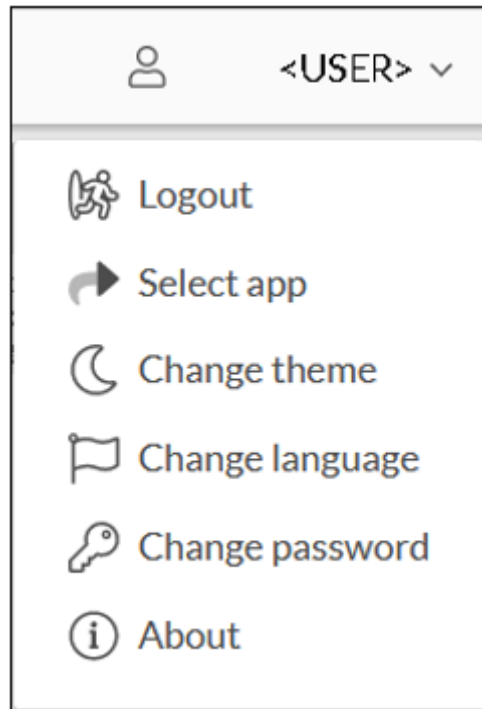 <USER>
Logout
Select app
Change theme
Change language
Change password
About